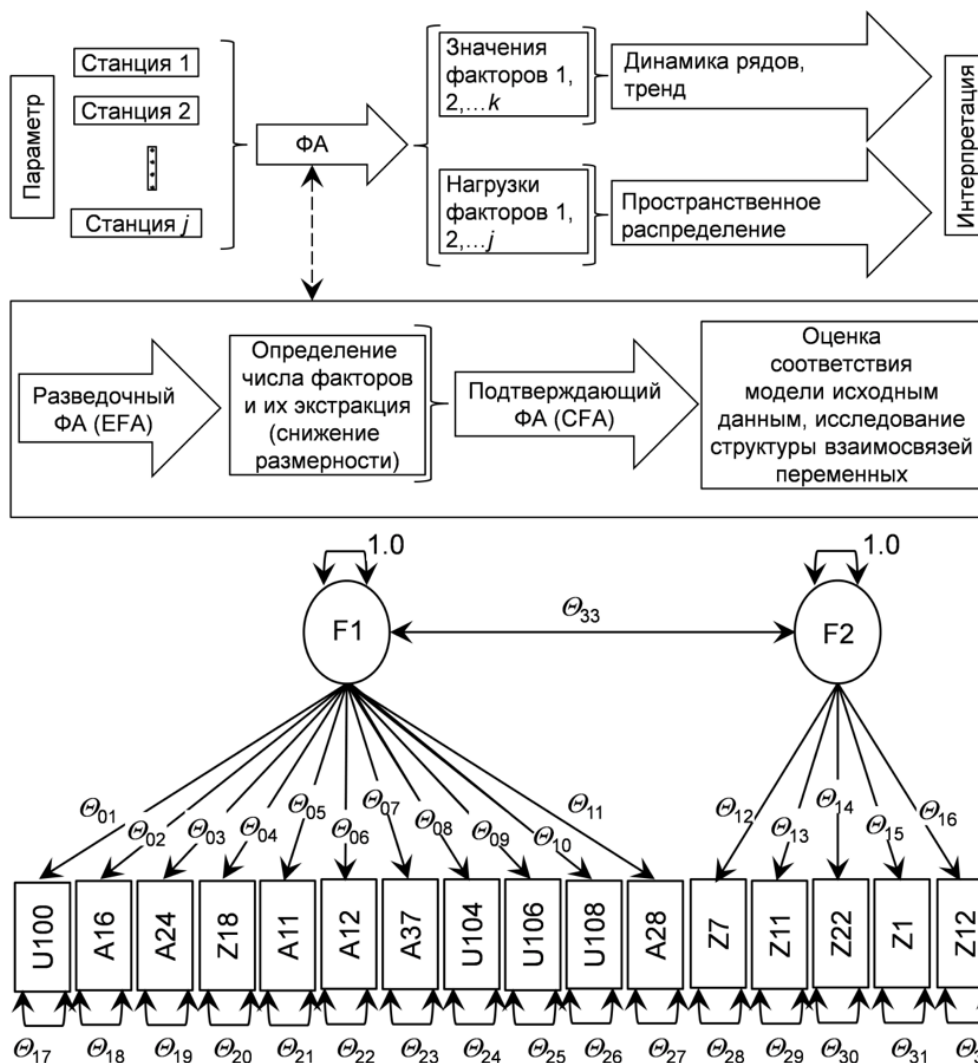 Параметр
Станция 1
Станция 2
Станция j
ФА
Значения
факторов 1,
2,...k
Динамика рядов,
тренд
Нагрузки
факторов 1,
2,...j
Пространственное
распределение
Интерпретация
Разведочный
ФА (EFA)
Определение
числа факторов
и их экстракция
(снижение
размерности)
Подтверждающий
ФА (CFA)
Оценка
соответствия
модели исходным
данным, исследование
структуры взаимосвязей
переменных
1.0
1.0
F1
Θ33
F2
Θ01
Θ02
Θ03
Θ04
Θ05
Θ06
Θ07
Θ08
Θ09
Θ10
Θ11
Θ12
Θ13
Θ14
Θ15
Θ16
U100
A16
A24
Z18
A11
A12
A37
U104
U106
U108
A28
Z7
Z11
Z22
Z1
Z12
Θ17
Θ18
Θ19
Θ20
Θ21
Θ22
Θ23
Θ24
Θ25
Θ26
Θ27
Θ28
Θ29
Θ30
Θ31